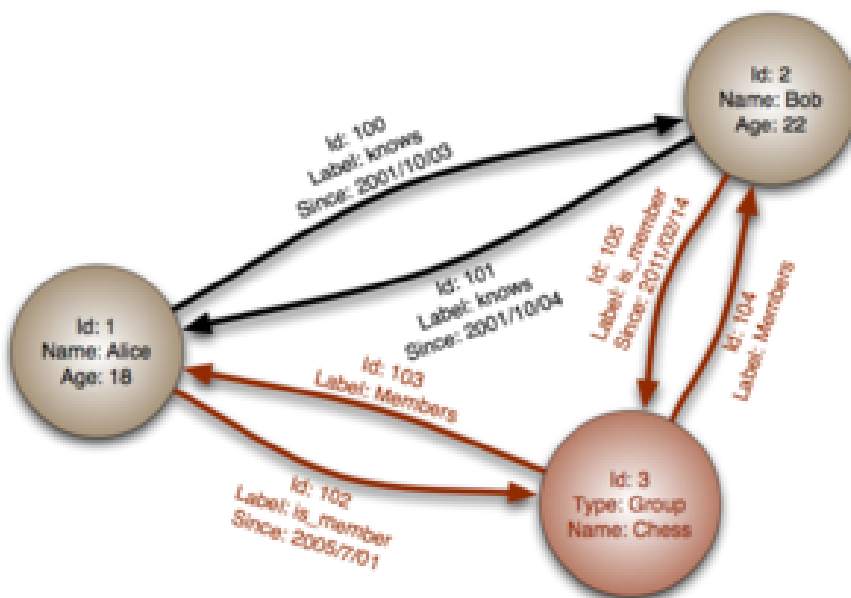 Id: 2
Name: Bob
Age: 22
Id: 100
Label: knows
Since: 2001/10/03
Id: 101
Label: knows
Since: 2001/10/04
Id: 105
Label: is_member
Since: 2011/02/14
Id: 104
Label: Members
Id: 1
Name: Alice
Age: 18
Id: 103
Label: Members
Id: 102
Label: is_member
Since: 2005/7/01
Id: 3
Type: Group
Name: Chess